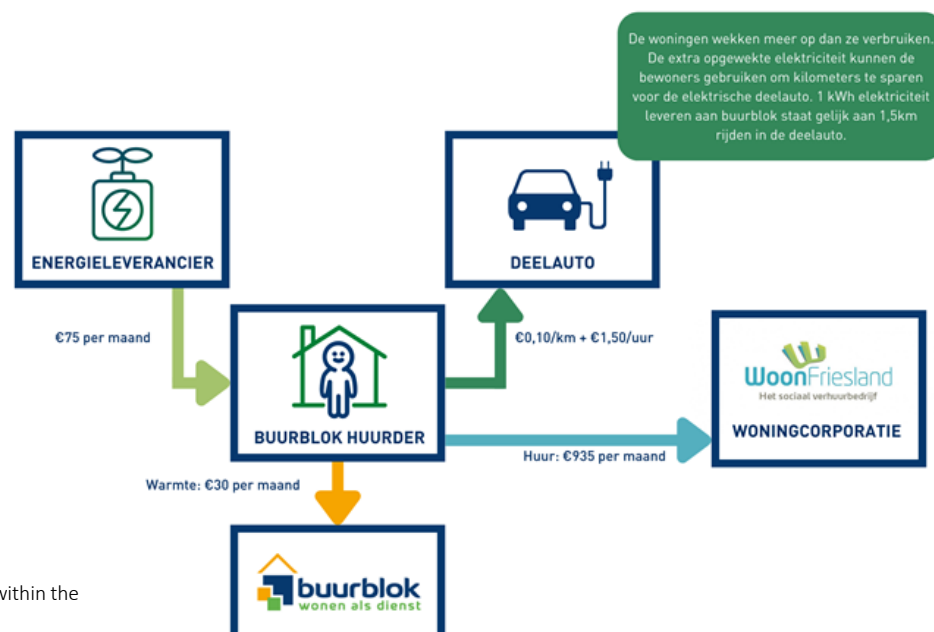 De woningen wekken meer op dan ze verbruiken.
De extra opgewekte elektriciteit kunnen de
bewoners gebruiken om kilometers te sparen
voor de elektrische deelauto. 1 kWh elektriciteit
leveren aan buurblok staat gelijk aan 1,5km
rijden in de deelauto.
ENERGIELEVERANCIER
DEELAUTO
€75 per maand
€0,10/km + €1,50/uur
BUURBLOK HUURDER
WoonFriesland
Het sociaal verhuurbedrijf
WONINGCORPORATIE
Huur: €935 per maand
Warmte: €30 per maand
buurblok
wonen als dienst
within the